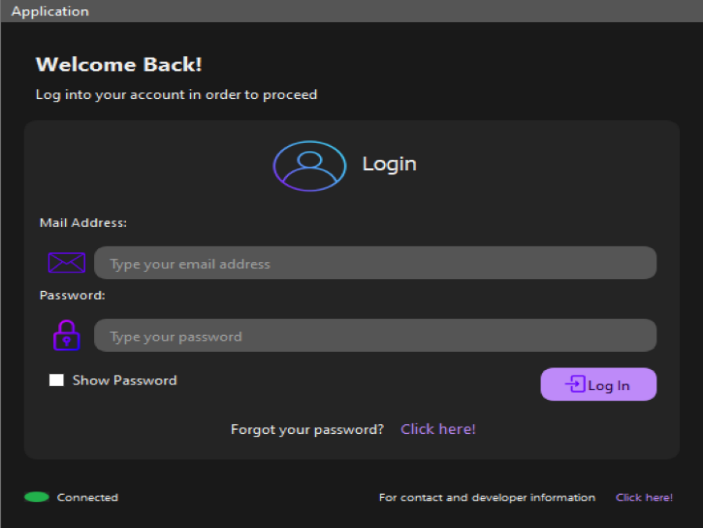 Application
Welcome Back!
Log into your account in order to proceed
Login
Mail Address:
Type your email address
Password:
Type your password
Show Password
Log In
Forgot your password? Click here!
Connected
For contact and developer information Click here!